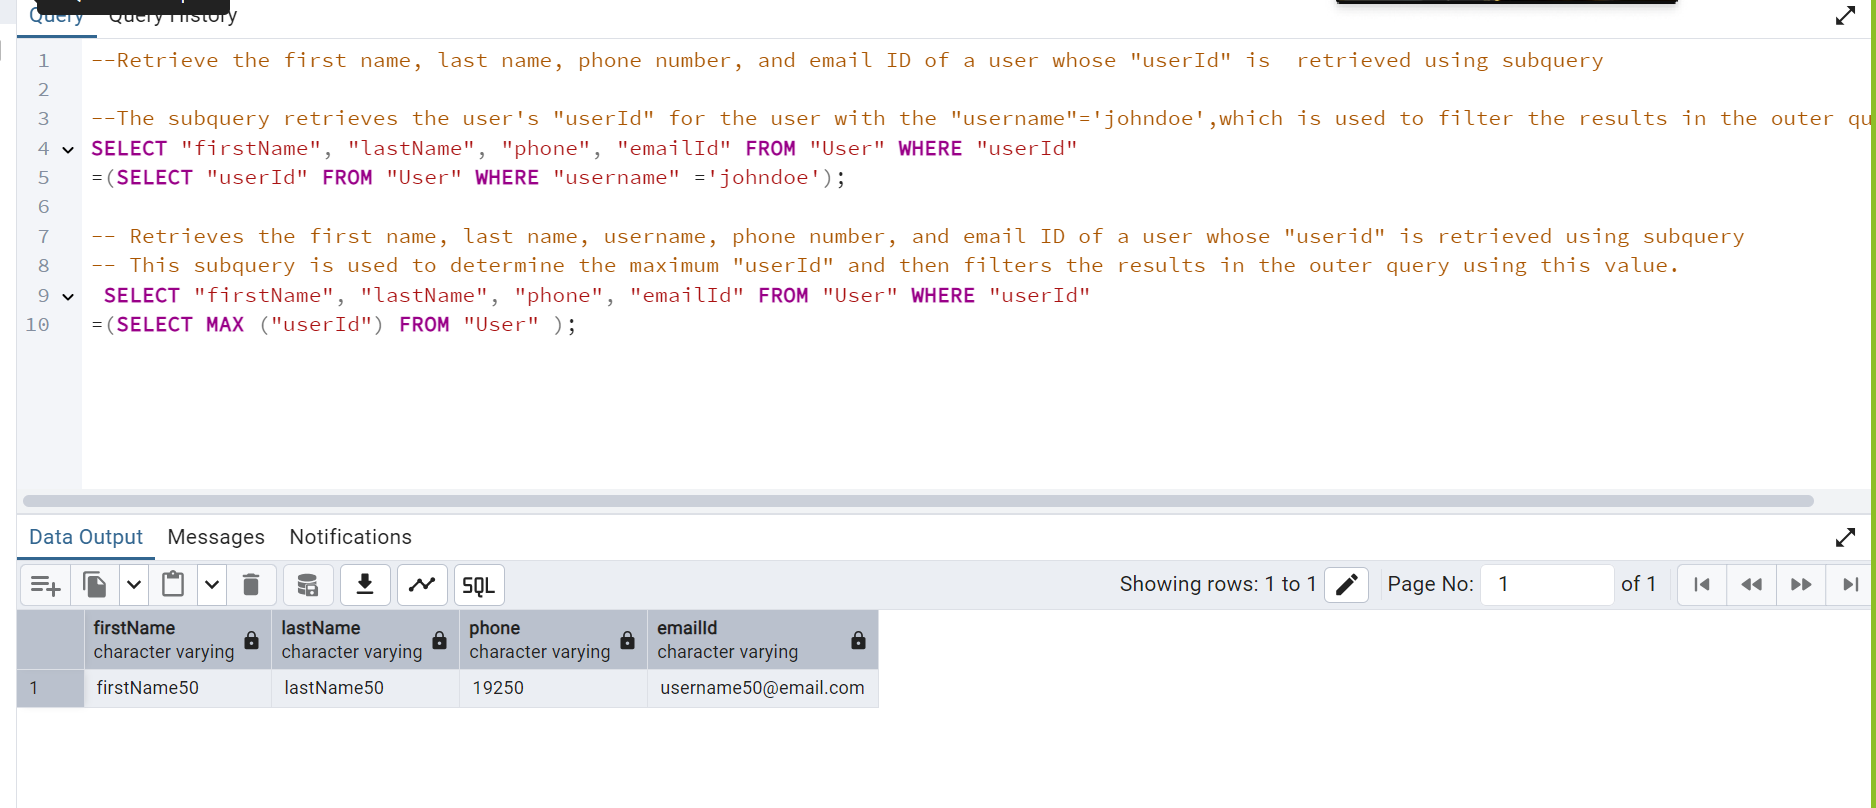 Query Query History
1 --Retrieve the first name, last name, phone number, and email ID of a user whose "userId" is  retrieved using subquery
2
3 --The subquery retrieves the user's "userId" for the user with the "username"='johndoe',which is used to filter the results in the outer qu
4 SELECT "firstName", "lastName", "phone", "emailId" FROM "User" WHERE "userId"
5 =(SELECT "userId" FROM "User" WHERE "username" ='johndoe');
6
7 -- Retrieves the first name, last name, username, phone number, and email ID of a user whose "userid" is retrieved using subquery
8 -- This subquery is used to determine the maximum "userId" and then filters the results in the outer query using this value.
9 SELECT "firstName", "lastName", "phone", "emailId" FROM "User" WHERE "userId"
10 =(SELECT MAX ("userId") FROM "User" );
Data Output Messages Notifications
SQL Showing rows: 1 to 1 Page No: 1 of 1
firstName lastName phone emailId
character varying character varying character varying character varying
1 firstName50 lastName50 19250 username50@email.com